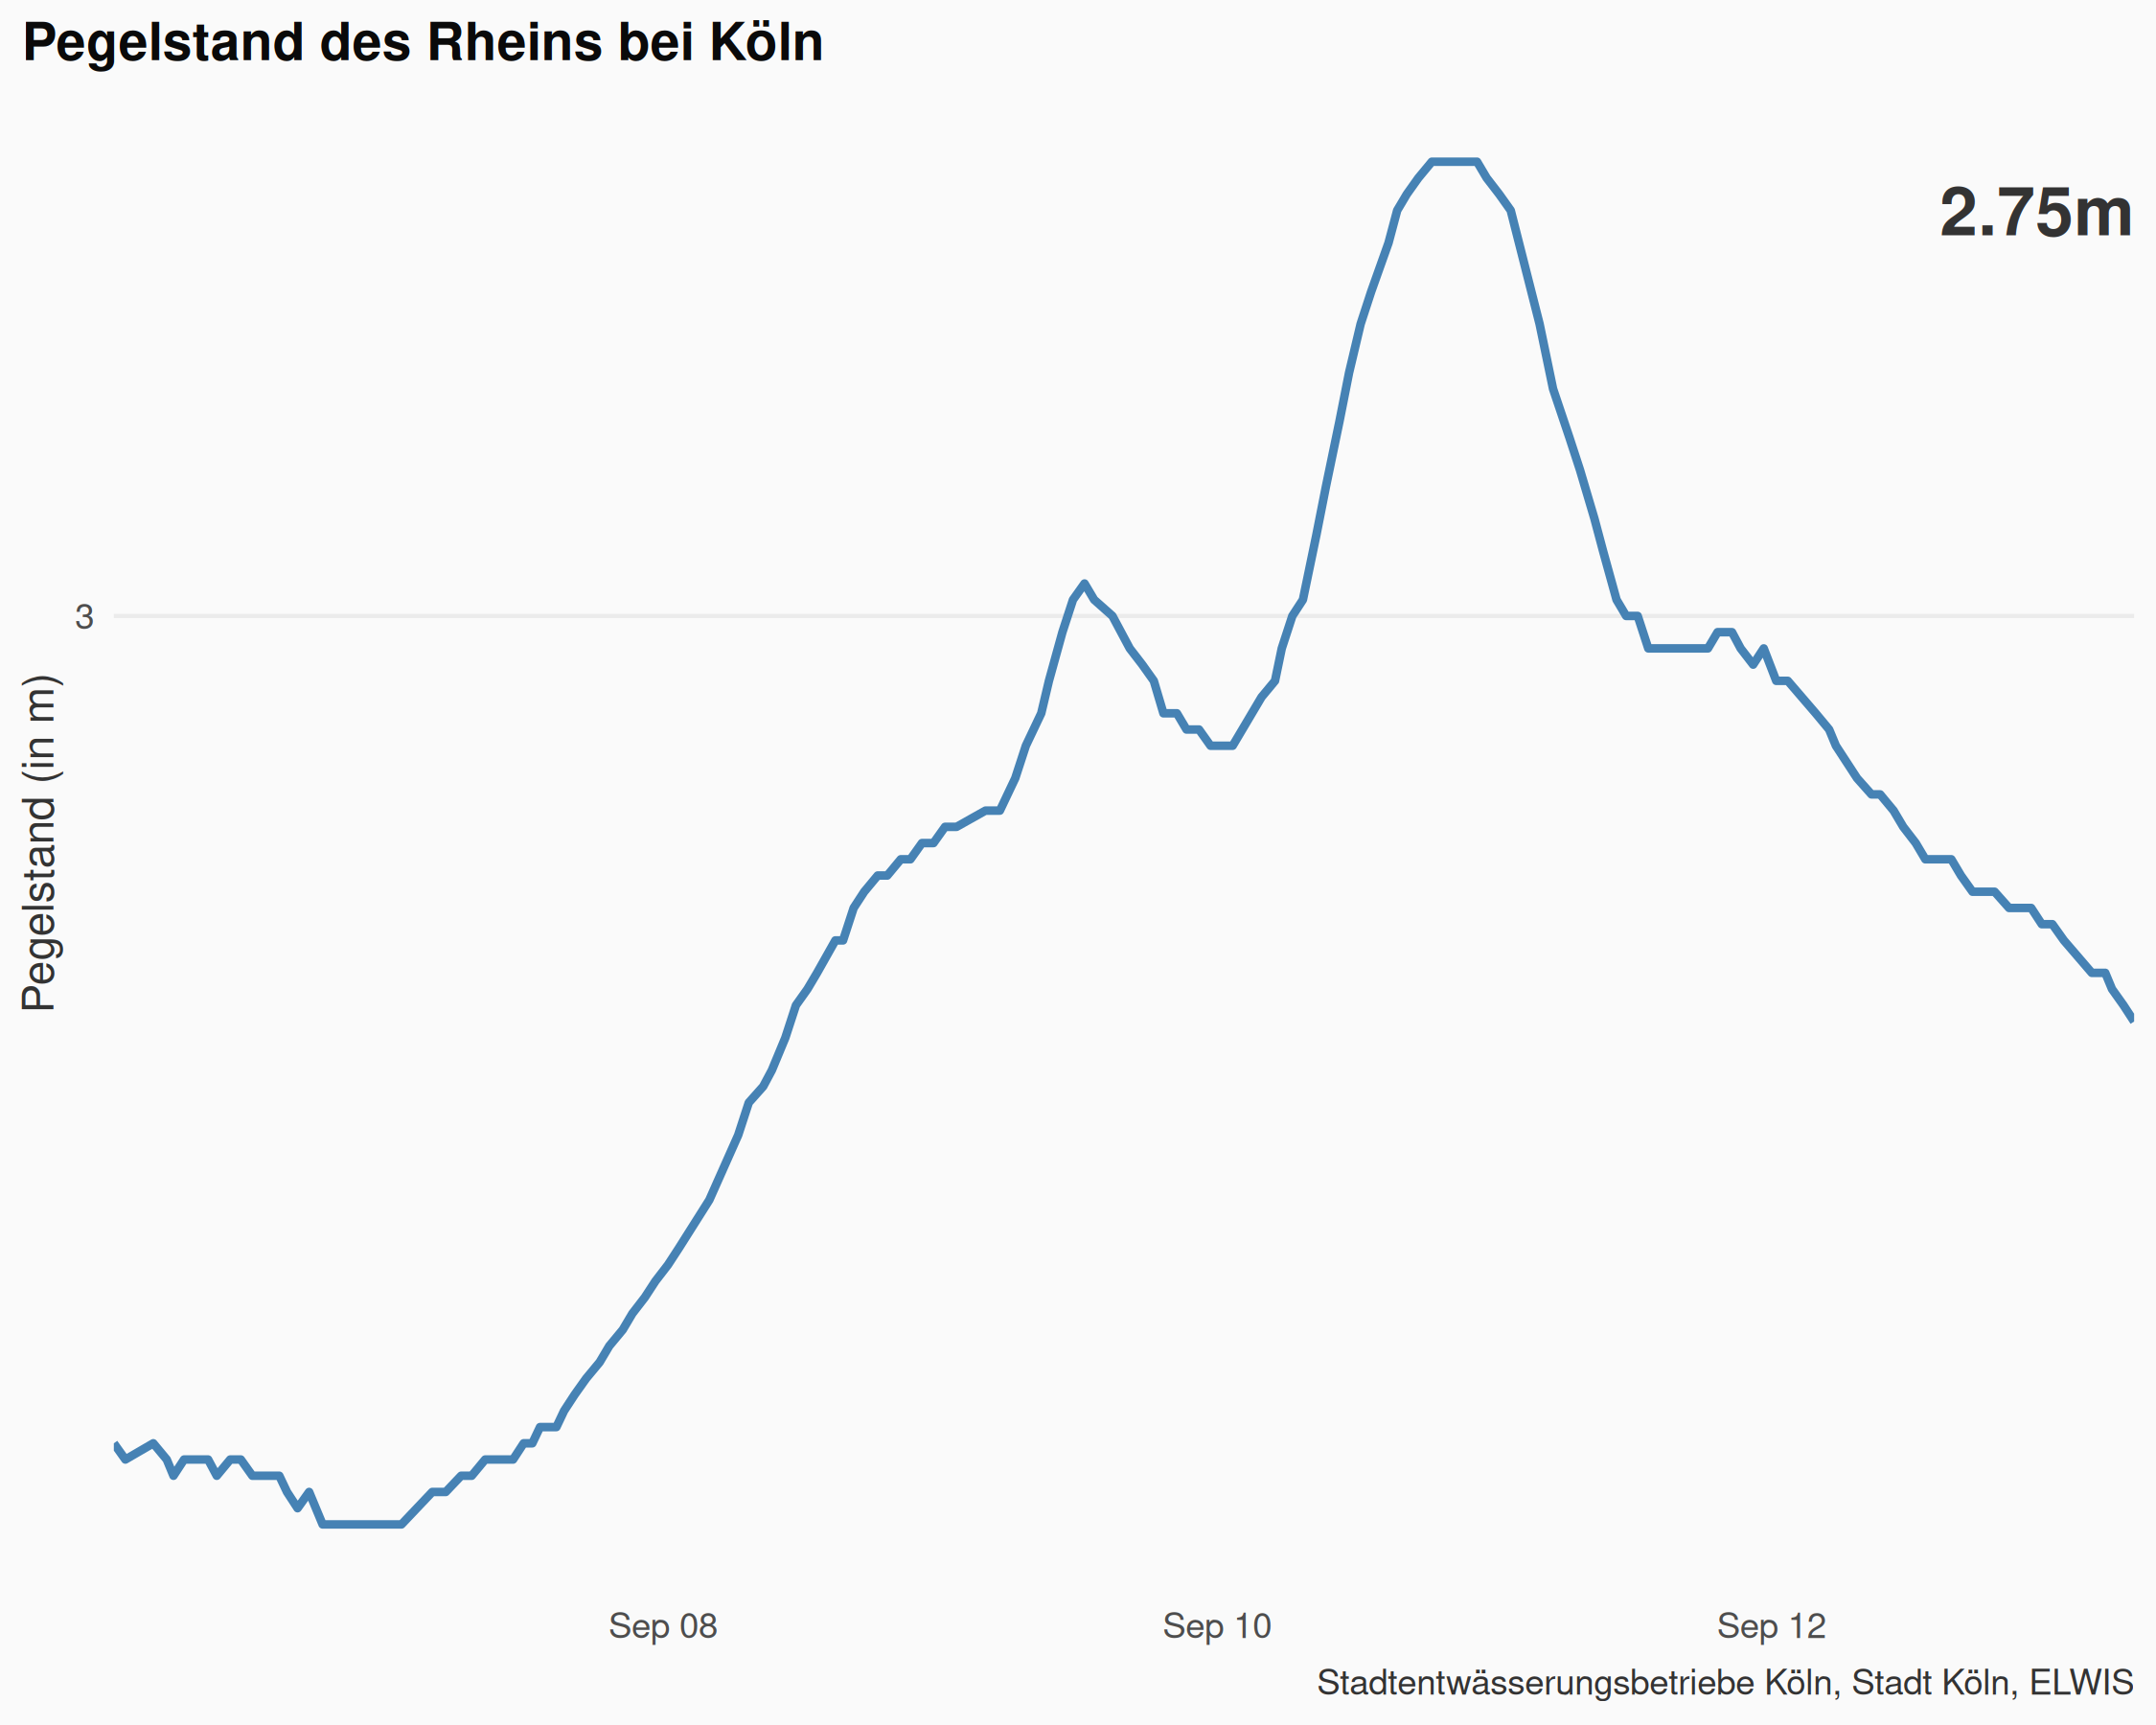 Pegelstand des Rheins bei Köln
2.75m
3
Pegelstand (in m)
Sep 08
Sep 10
Sep 12
Stadtentwässerungsbetriebe Köln, Stadt Köln, ELWIS